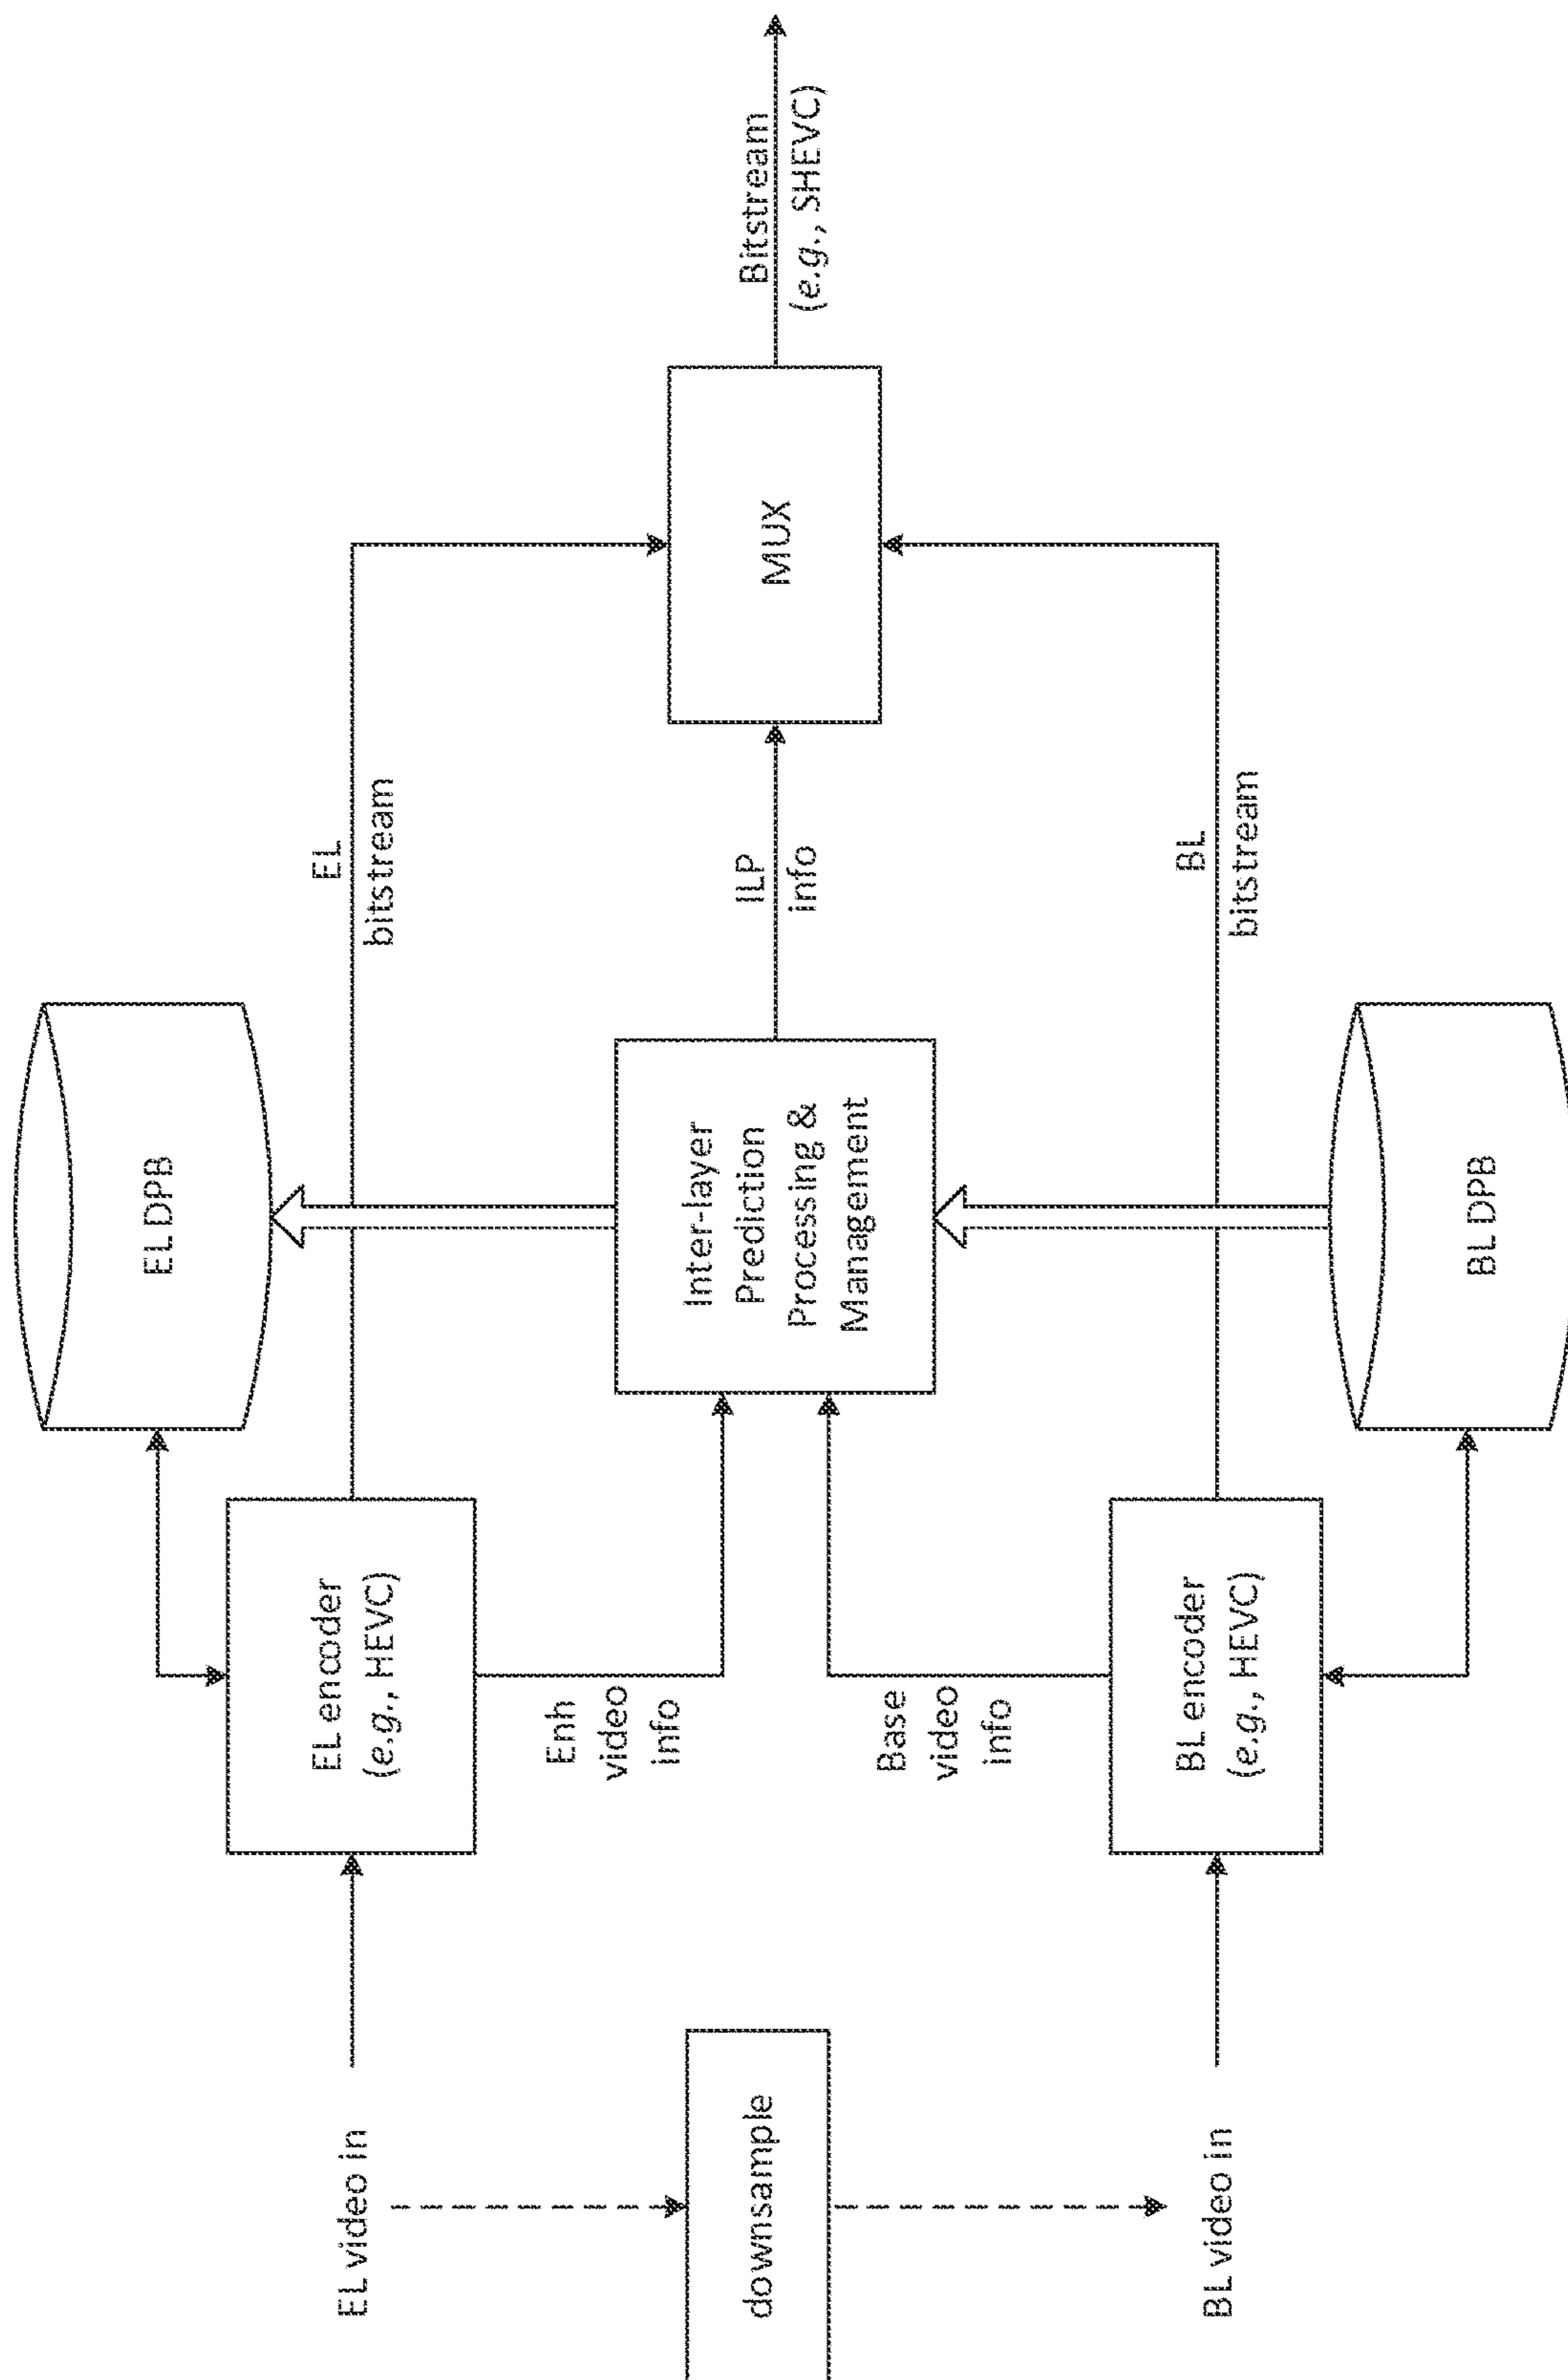 EL video in
downsample
BL video in
EL encoder
(e.g., HEVC)
Enh
video
info
Base
video
info
BL encoder
(e.g., HEVC)
EL DPB
Inter-layer
Prediction
Processing &
Management
BL DPB
EL
bitstream
ILP
info
BL
bitstream
MUX
Bitstream
(e.g., SHEVC)